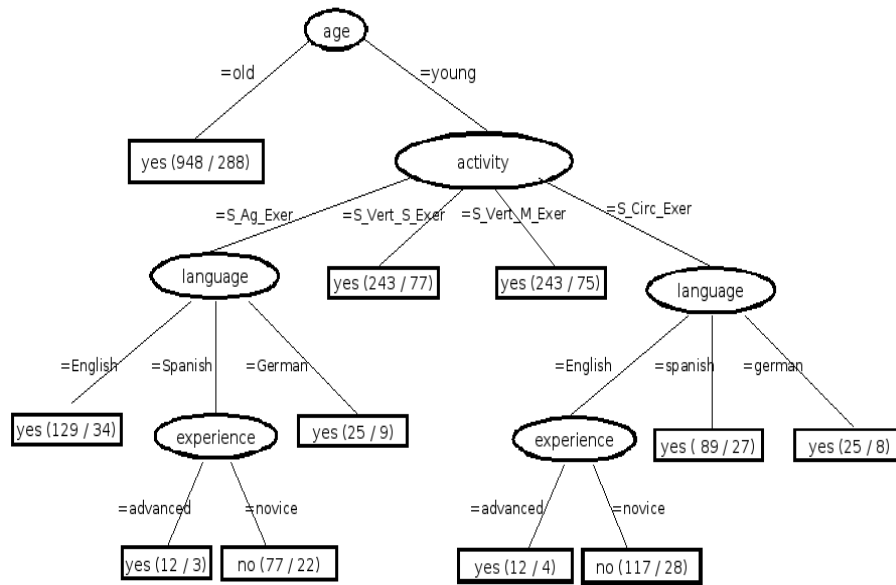 age
=old
=young
yes (948 / 288)
activity
=S_Ag_Exer
=S_Vert_S_Exer
=S_Vert_M_Exer
=S_Circ_Exer
language
yes (243 / 77)
yes (243 / 75)
language
=English
=Spanish
=German
=English
=spanish
=german
yes (129 / 34)
experience
yes (25 / 9)
experience
yes ( 89 / 27)
yes (25 / 8)
=advanced
=novice
=advanced
=novice
yes (12 / 3)
no (77 / 22)
yes (12 / 4)
no (117 / 28)